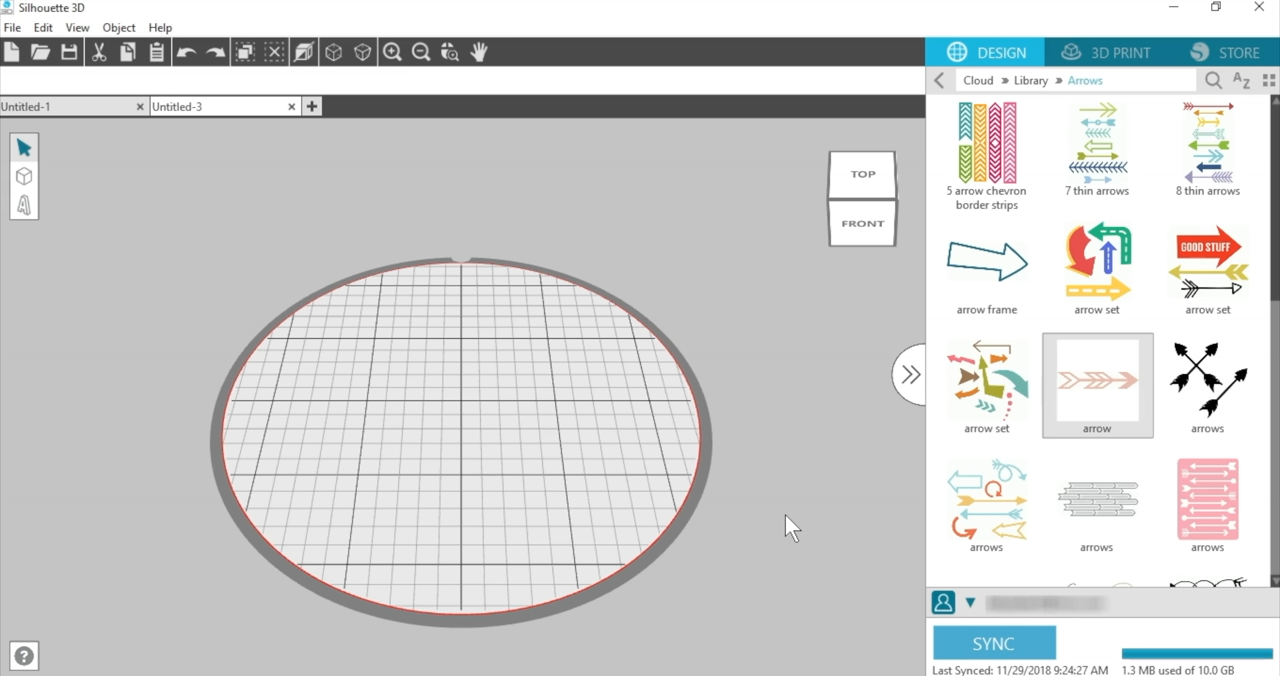 Silhouette 3D
File Edit View Object Help
DESIGN 3D PRINT STORE
Cloud » Library » Arrows
A Z
Untitled-1 × Untitled-3 ×
TOP
FRONT
5 arrow chevron border strips
7 thin arrows
8 thin arrows
GOOD STUFF
arrow frame
arrow set
arrow set
arrow set
arrow
arrows
arrows
arrows
arrows
SYNC
Last Synced: 11/29/2018 9:24:27 AM
1.3 MB used of 10.0 GB
?